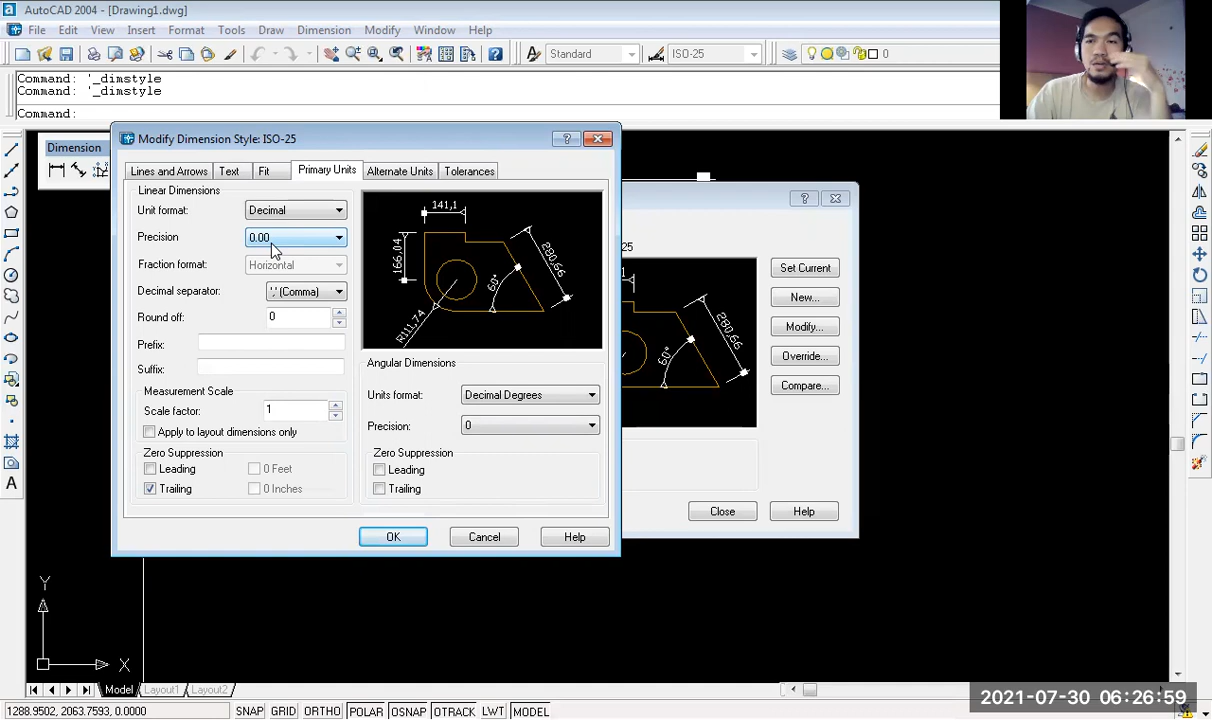 AutoCAD 2004 - [Drawing1.dwg]
File Edit View Insert Format Tools Draw Dimension Modify Window Help
Standard ISO-25 0
Command: '_dimstyle
Command: '_dimstyle
Command:
Dimension
Modify Dimension Style: ISO-25
Lines and Arrows Text Fit Primary Units Alternate Units Tolerances
Linear Dimensions
Unit format: Decimal
Precision 0.00
Fraction format: Horizontal
Decimal separator: ',' (Comma)
Round off: 0
Prefix:
Suffix:
Measurement Scale
Scale factor: 1
Apply to layout dimensions only
Zero Suppression
Leading 0 Feet
Trailing 0 Inches
141,1
166,04
280,66
60°
R111,74
Angular Dimensions
Units format: Decimal Degrees
Precision: 0
Zero Suppression
Leading
Trailing
OK Cancel Help
25
1
280,66
60°
Set Current
New...
Modify...
Override...
Compare...
Close Help
Y
X
Model Layout1 Layout2
1288.9502, 2063.7593, 0.0000 SNAP GRID ORTHO POLAR OSNAP OTRACK LWT MODEL
2021-07-30 06:26:59